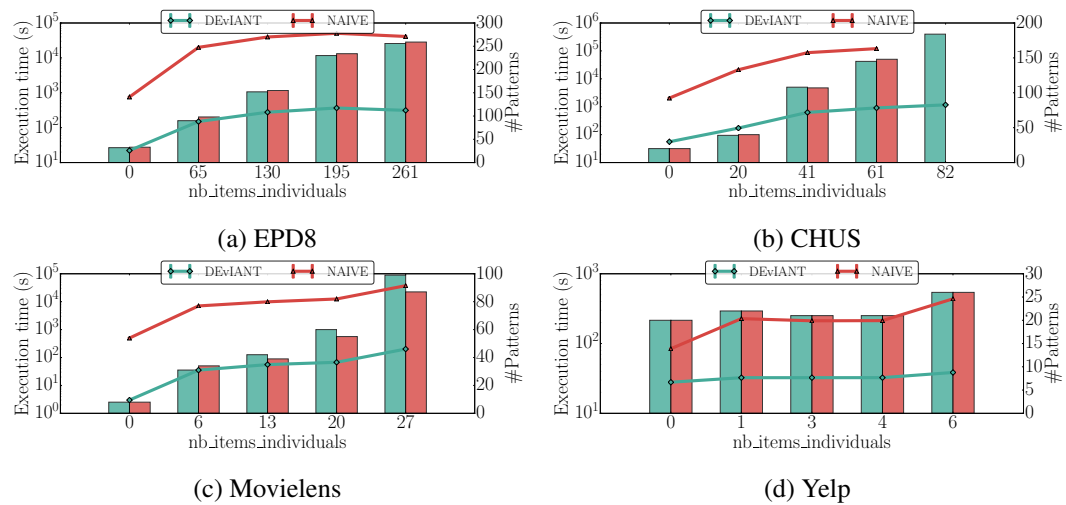 DEvIANT NAIVE
Execution time (s)
10^5
10^4
10^3
10^2
10^1
300
250
200
150
100
50
0
#Patterns
0 65 130 195 261
nb_items_individuals
(a) EPD8
DEvIANT NAIVE
Execution time (s)
10^6
10^5
10^4
10^3
10^2
10^1
200
150
100
50
0
#Patterns
0 20 41 61 82
nb_items_individuals
(b) CHUS
DEvIANT NAIVE
Execution time (s)
10^5
10^4
10^3
10^2
10^1
10^0
100
80
60
40
20
0
#Patterns
0 6 13 20 27
nb_items_individuals
(c) Movielens
DEvIANT NAIVE
Execution time (s)
10^3
10^2
10^1
30
25
20
15
10
5
0
#Patterns
0 1 3 4 6
nb_items_individuals
(d) Yelp